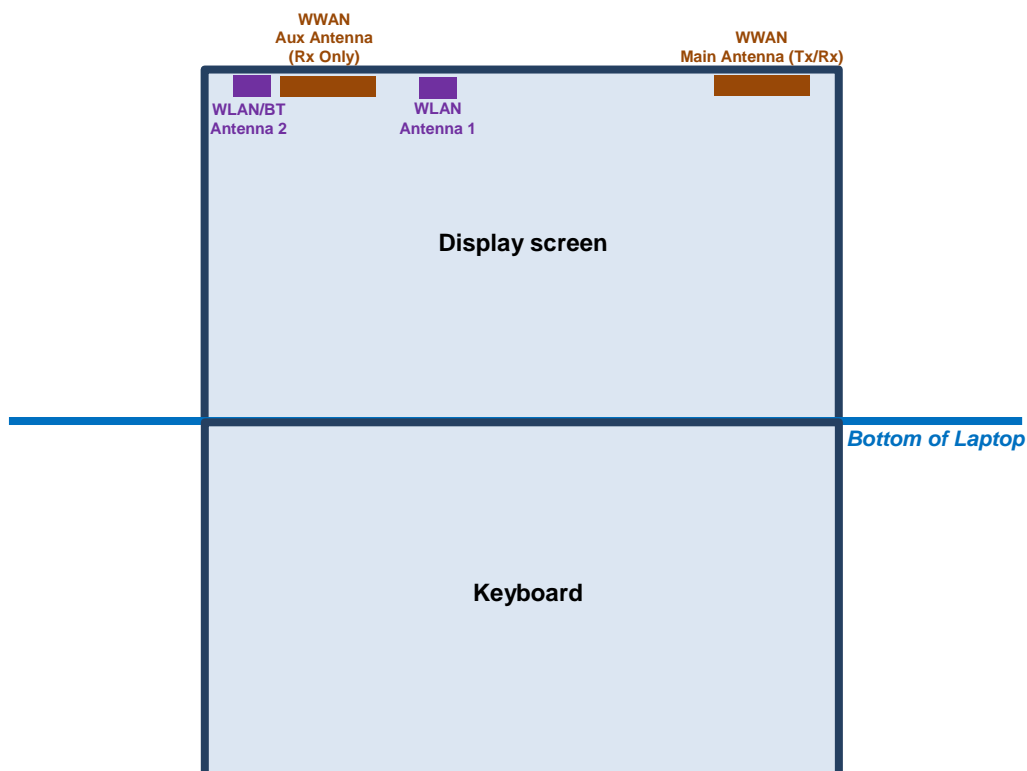 WWAN
Aux Antenna
(Rx Only)
WWAN
Main Antenna (Tx/Rx)
WLAN/BT
Antenna 2
WLAN
Antenna 1
Display screen
Bottom of Laptop
Keyboard